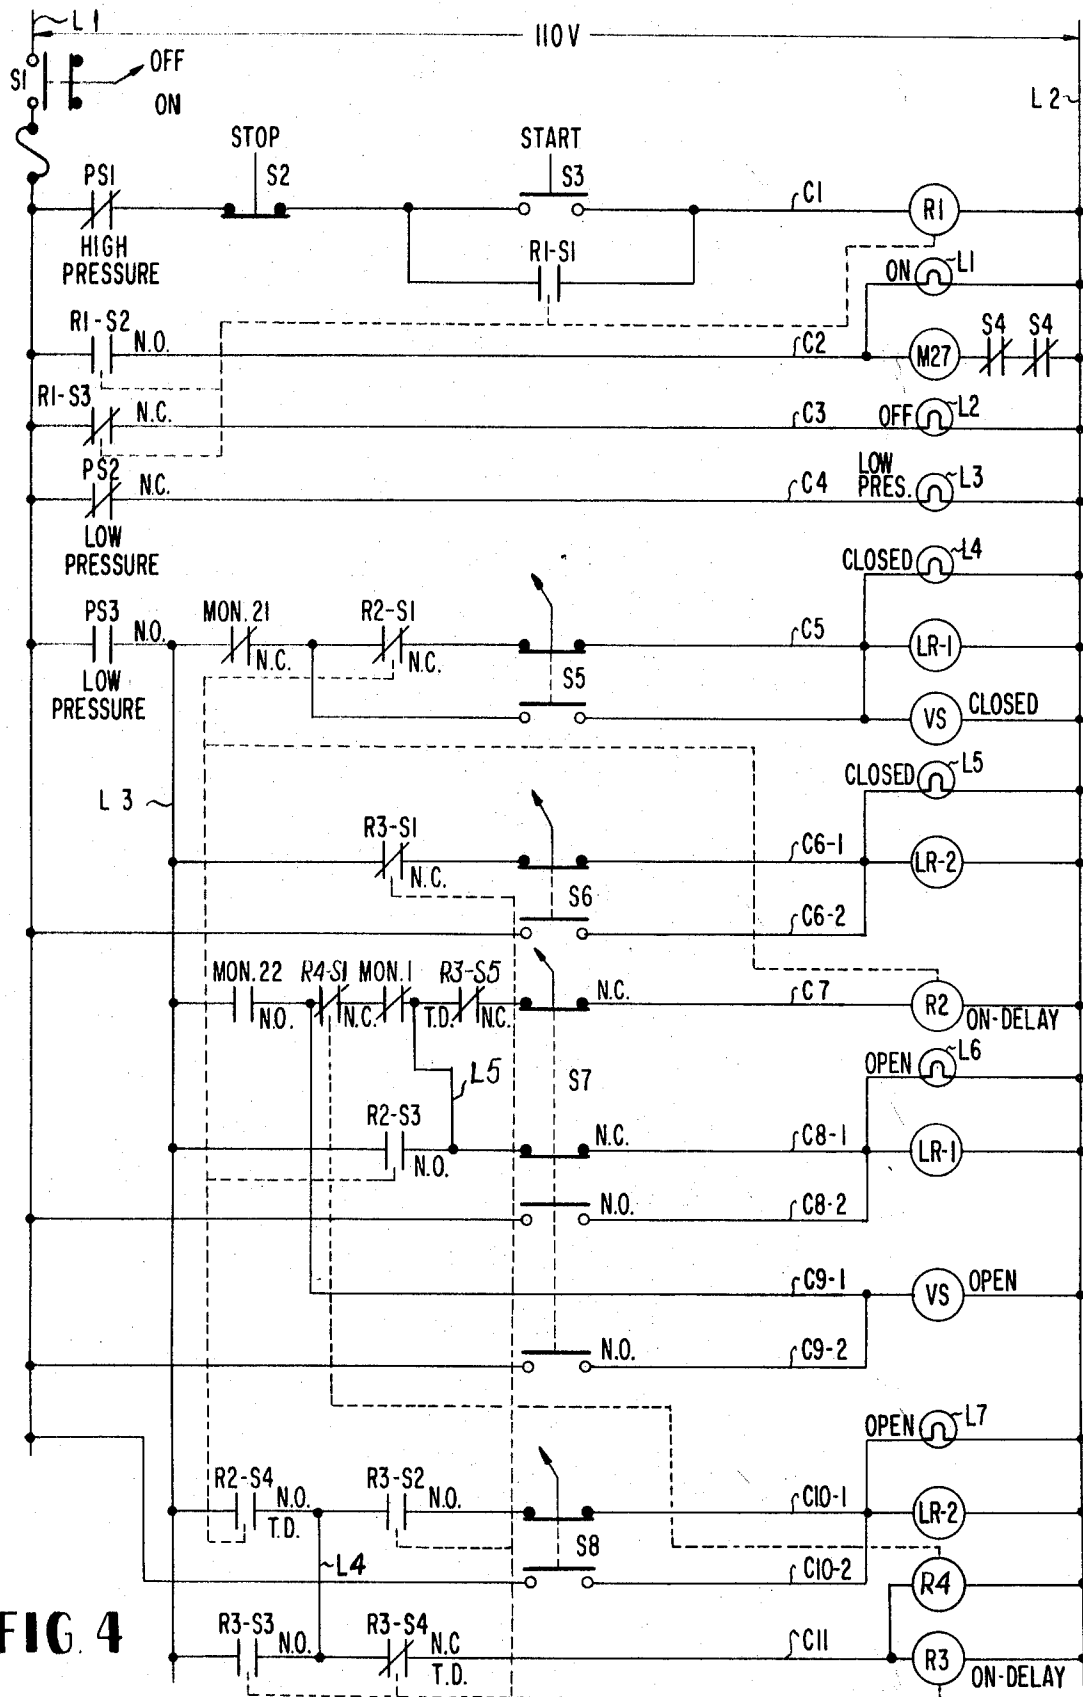 L1
110V
OFF
S1
ON
L2
STOP
START
PS1
S2
S3
C1
R1
HIGH
PRESSURE
R1-S1
ON
L1
R1-S2
N.O.
C2
M27
S4
S4
R1-S3
N.C.
C3
OFF
L2
PS2
N.C.
C4
LOW
PRES.
L3
LOW
PRESSURE
CLOSED
L4
PS3
N.O.
MON.21
N.C.
R2-S1
N.C.
C5
LR-1
LOW
PRESSURE
S5
VS
CLOSED
CLOSED
L5
L3
R3-S1
N.C.
C6-1
LR-2
S6
C6-2
MON.22
N.O.
R4-S1
N.C.
MON.1
T.D.
R3-S5
N.C.
N.C.
C7
R2
ON-DELAY
L5
S7
OPEN
L6
R2-S3
N.O.
N.C.
C8-1
LR-1
N.O.
C8-2
C9-1
VS
OPEN
N.O.
C9-2
OPEN
L7
R2-S4
N.O.
T.D.
R3-S2
N.O.
C10-1
LR-2
S8
L4
C10-2
R4
FIG. 4
R3-S3
N.O.
R3-S4
N.C
T.D.
C11
R3
ON-DELAY